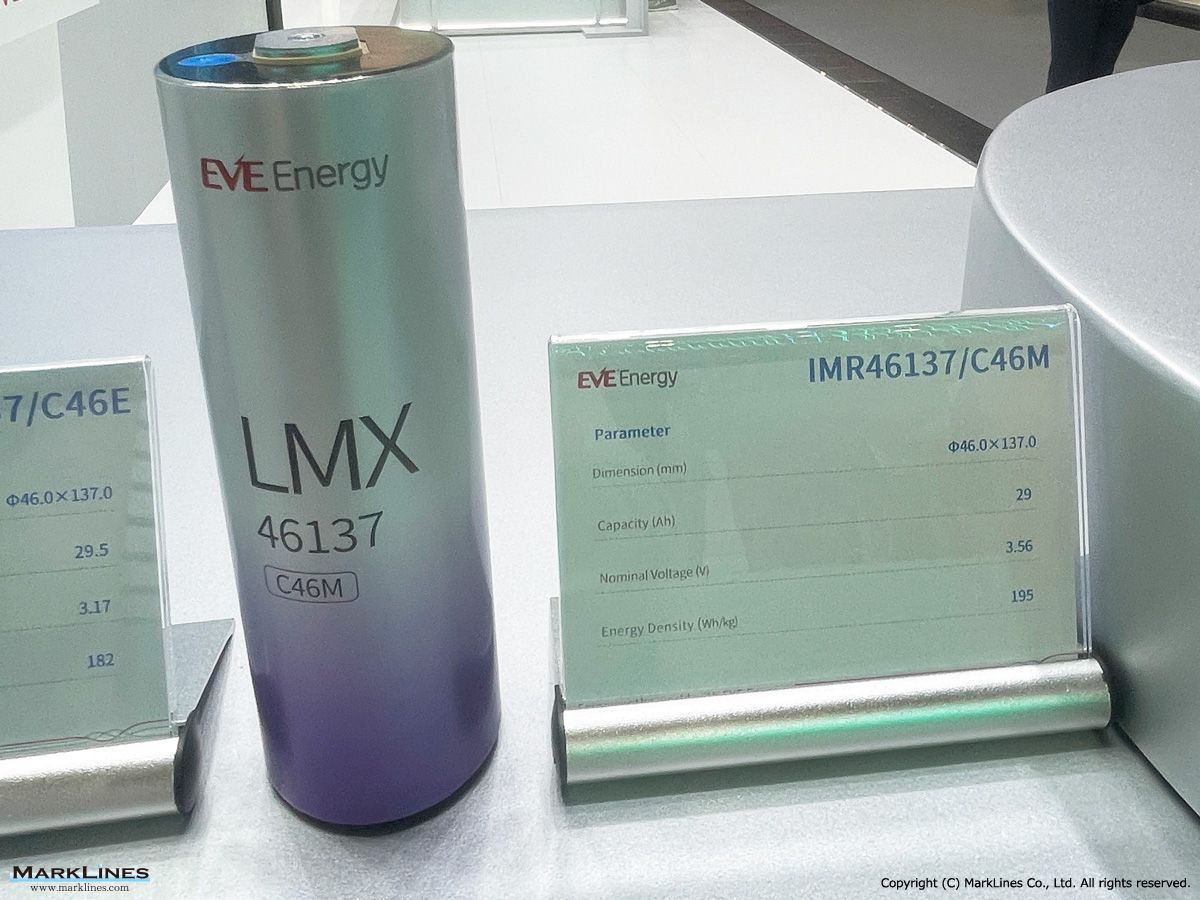 EVE Energy
LMX
46137
C46M
7/C46E
Φ46.0×137.0
29.5
3.17
182
EVE Energy
IMR46137/C46M
Parameter
Dimension (mm) Φ46.0×137.0
Capacity (Ah) 29
Nominal Voltage (V) 3.56
Energy Density (Wh/kg) 195
MARKLINES
www.marklines.com
Copyright (C) MarkLines Co., Ltd. All rights reserved.